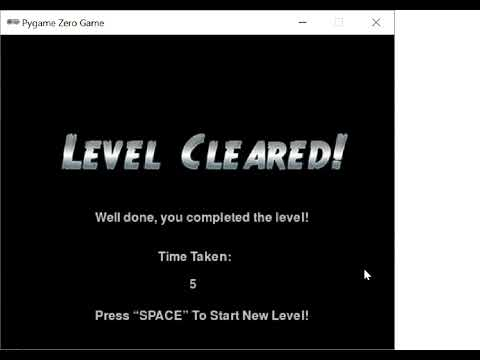 Pygame Zero Game
LEVEL CLEARED!
Well done, you completed the level!
Time Taken:
5
Press “SPACE” To Start New Level!